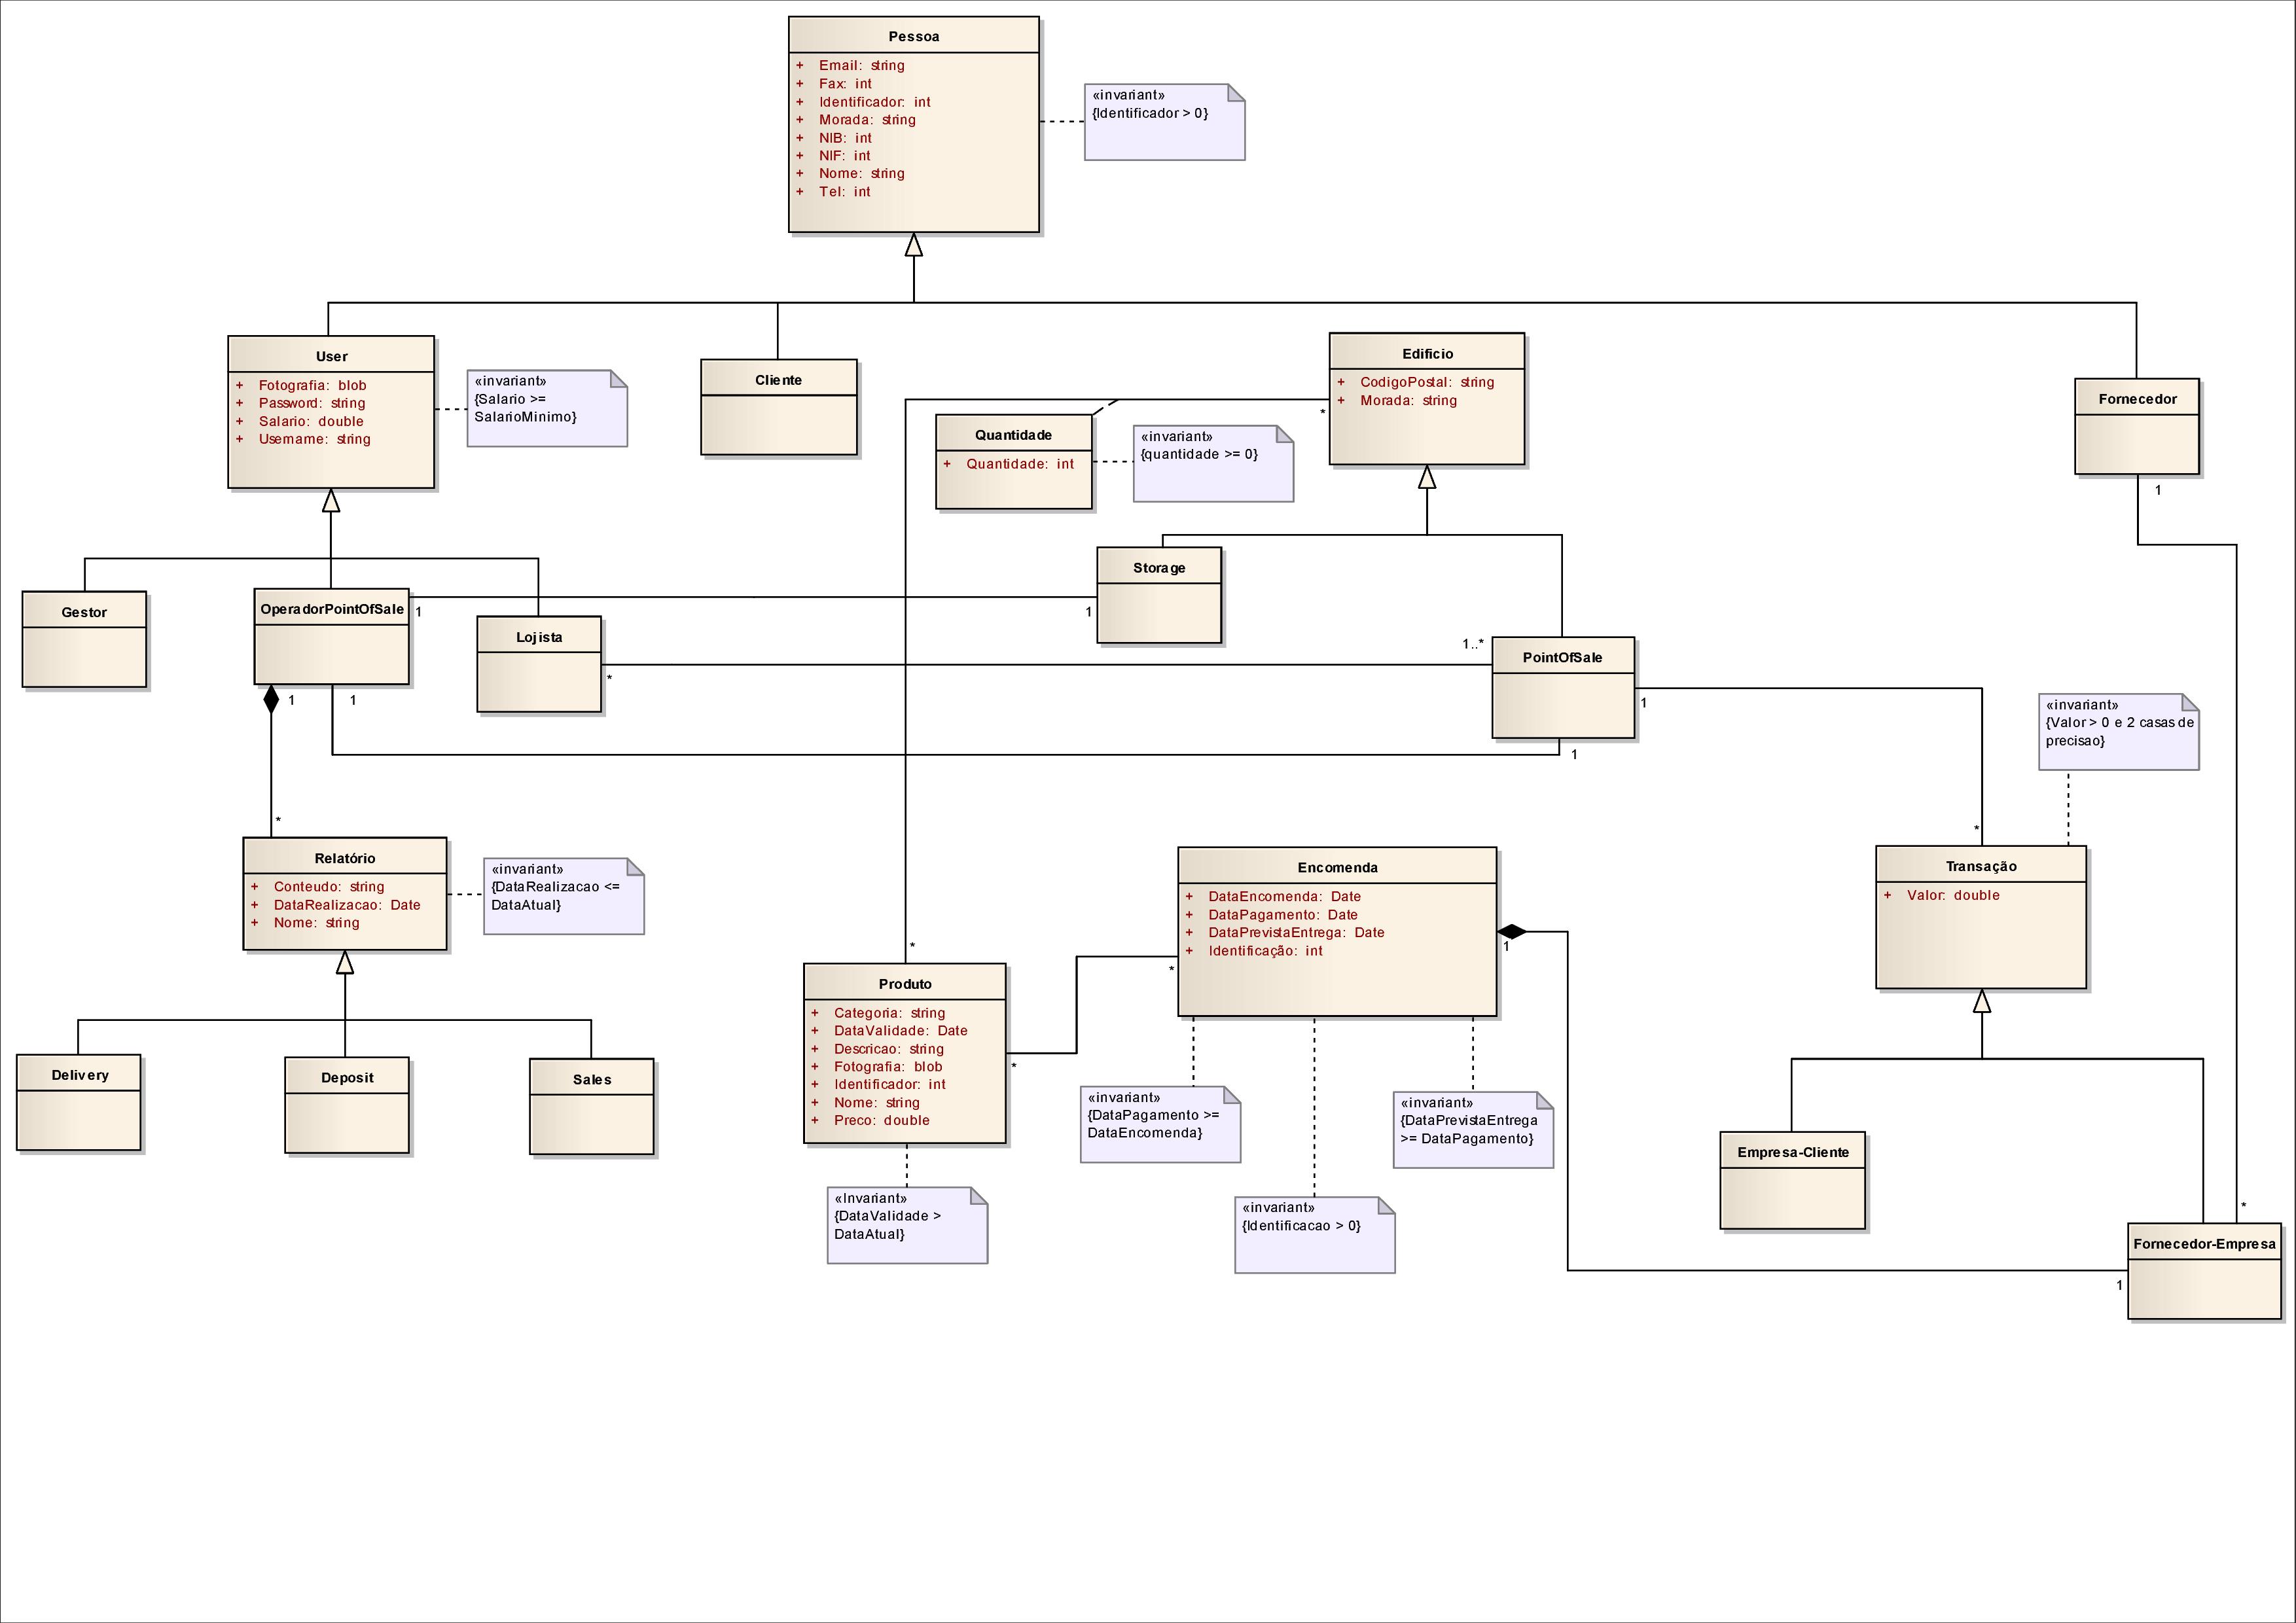 Pessoa
+ Email: string
+ Fax: int
+ Identificador: int
+ Morada: string
+ NIB: int
+ NIF: int
+ Nome: string
+ Tel: int
«invariant»
{Identificador > 0}
User
+ Fotografia: blob
+ Password: string
+ Salario: double
+ Username: string
«invariant»
{Salario >=
SalarioMinimo}
Cliente
Edificio
+ CodigoPostal: string
+ Morada: string
*
Quantidade
+ Quantidade: int
«invariant»
{quantidade >= 0}
Fornecedor
1
Gestor
OperadorPointOfSale
1
1
1
Lojista
*
Storage
1
1..*
PointOfSale
1
1
«invariant»
{Valor > 0 e 2 casas de
precisao}
*
Relatório
+ Conteudo: string
+ DataRealizacao: Date
+ Nome: string
«invariant»
{DataRealizacao <=
DataAtual}
Delivery
Deposit
Sales
*
Produto
+ Categoria: string
+ DataValidade: Date
+ Descricao: string
+ Fotografia: blob
+ Identificador: int
+ Nome: string
+ Preco: double
*
«Invariant»
{DataValidade >
DataAtual}
Encomenda
+ DataEncomenda: Date
+ DataPagamento: Date
+ DataPrevistaEntrega: Date
+ Identificação: int
*
1
«invariant»
{DataPagamento >=
DataEncomenda}
«invariant»
{Identificacao > 0}
«invariant»
{DataPrevistaEntrega
>= DataPagamento}
*
Transação
+ Valor: double
Empresa-Cliente
*
Fornecedor-Empresa
1